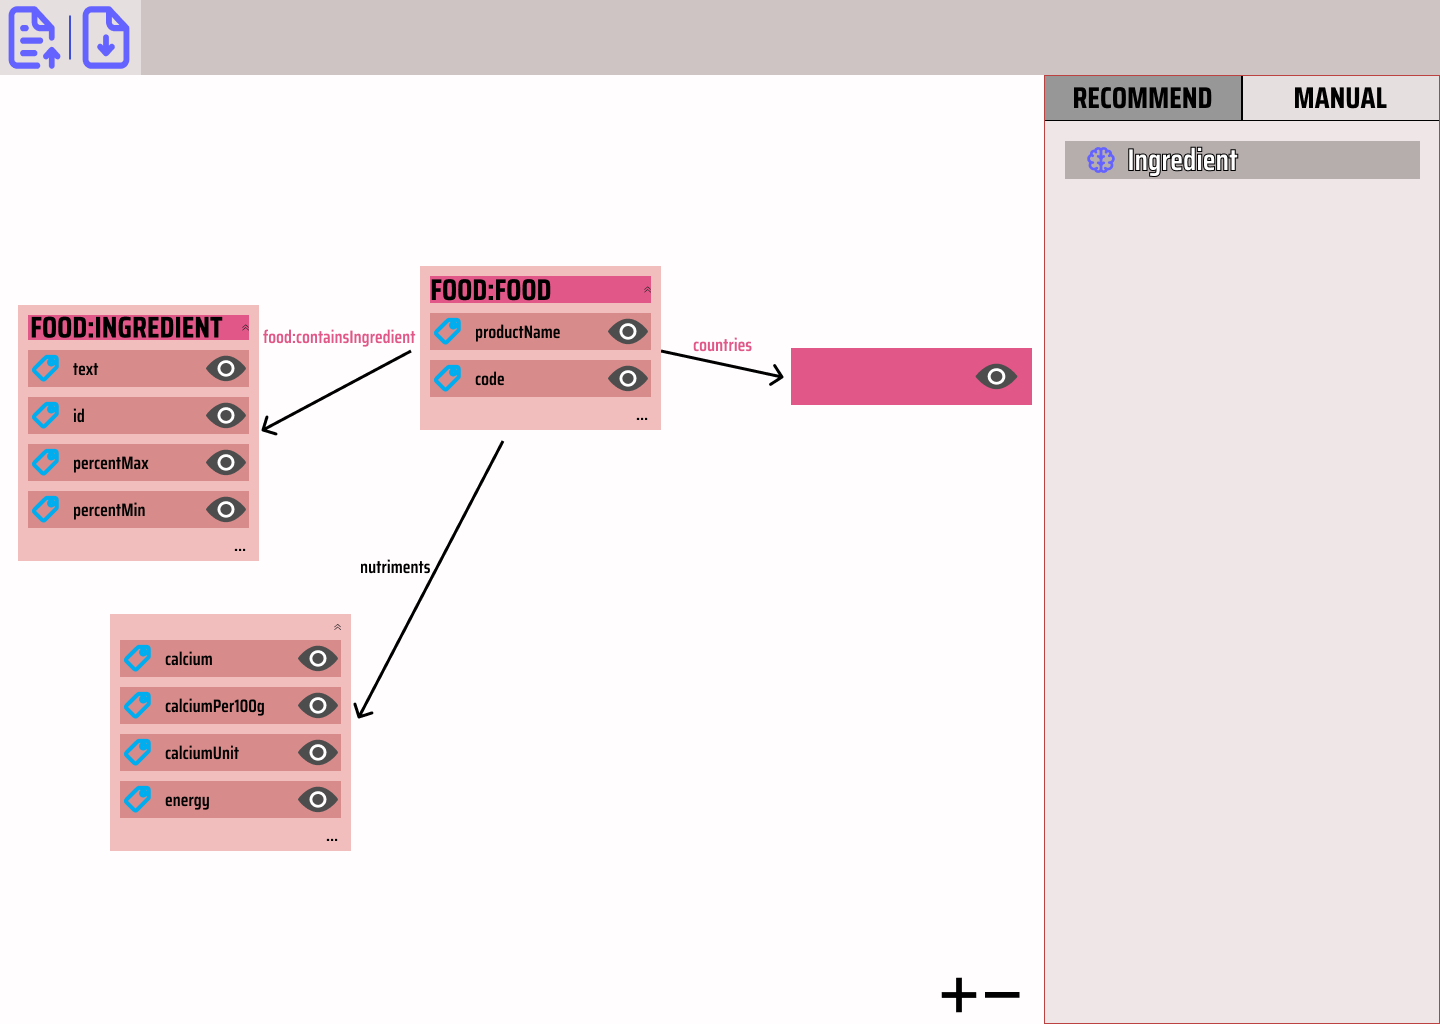 RECOMMEND
MANUAL
Ingredient
FOOD:FOOD
productName
code
...
FOOD:INGREDIENT
text
id
percentMax
percentMin
...
food:containsIngredient
countries
nutriments
calcium
calciumPer100g
calciumUnit
energy
...
+−